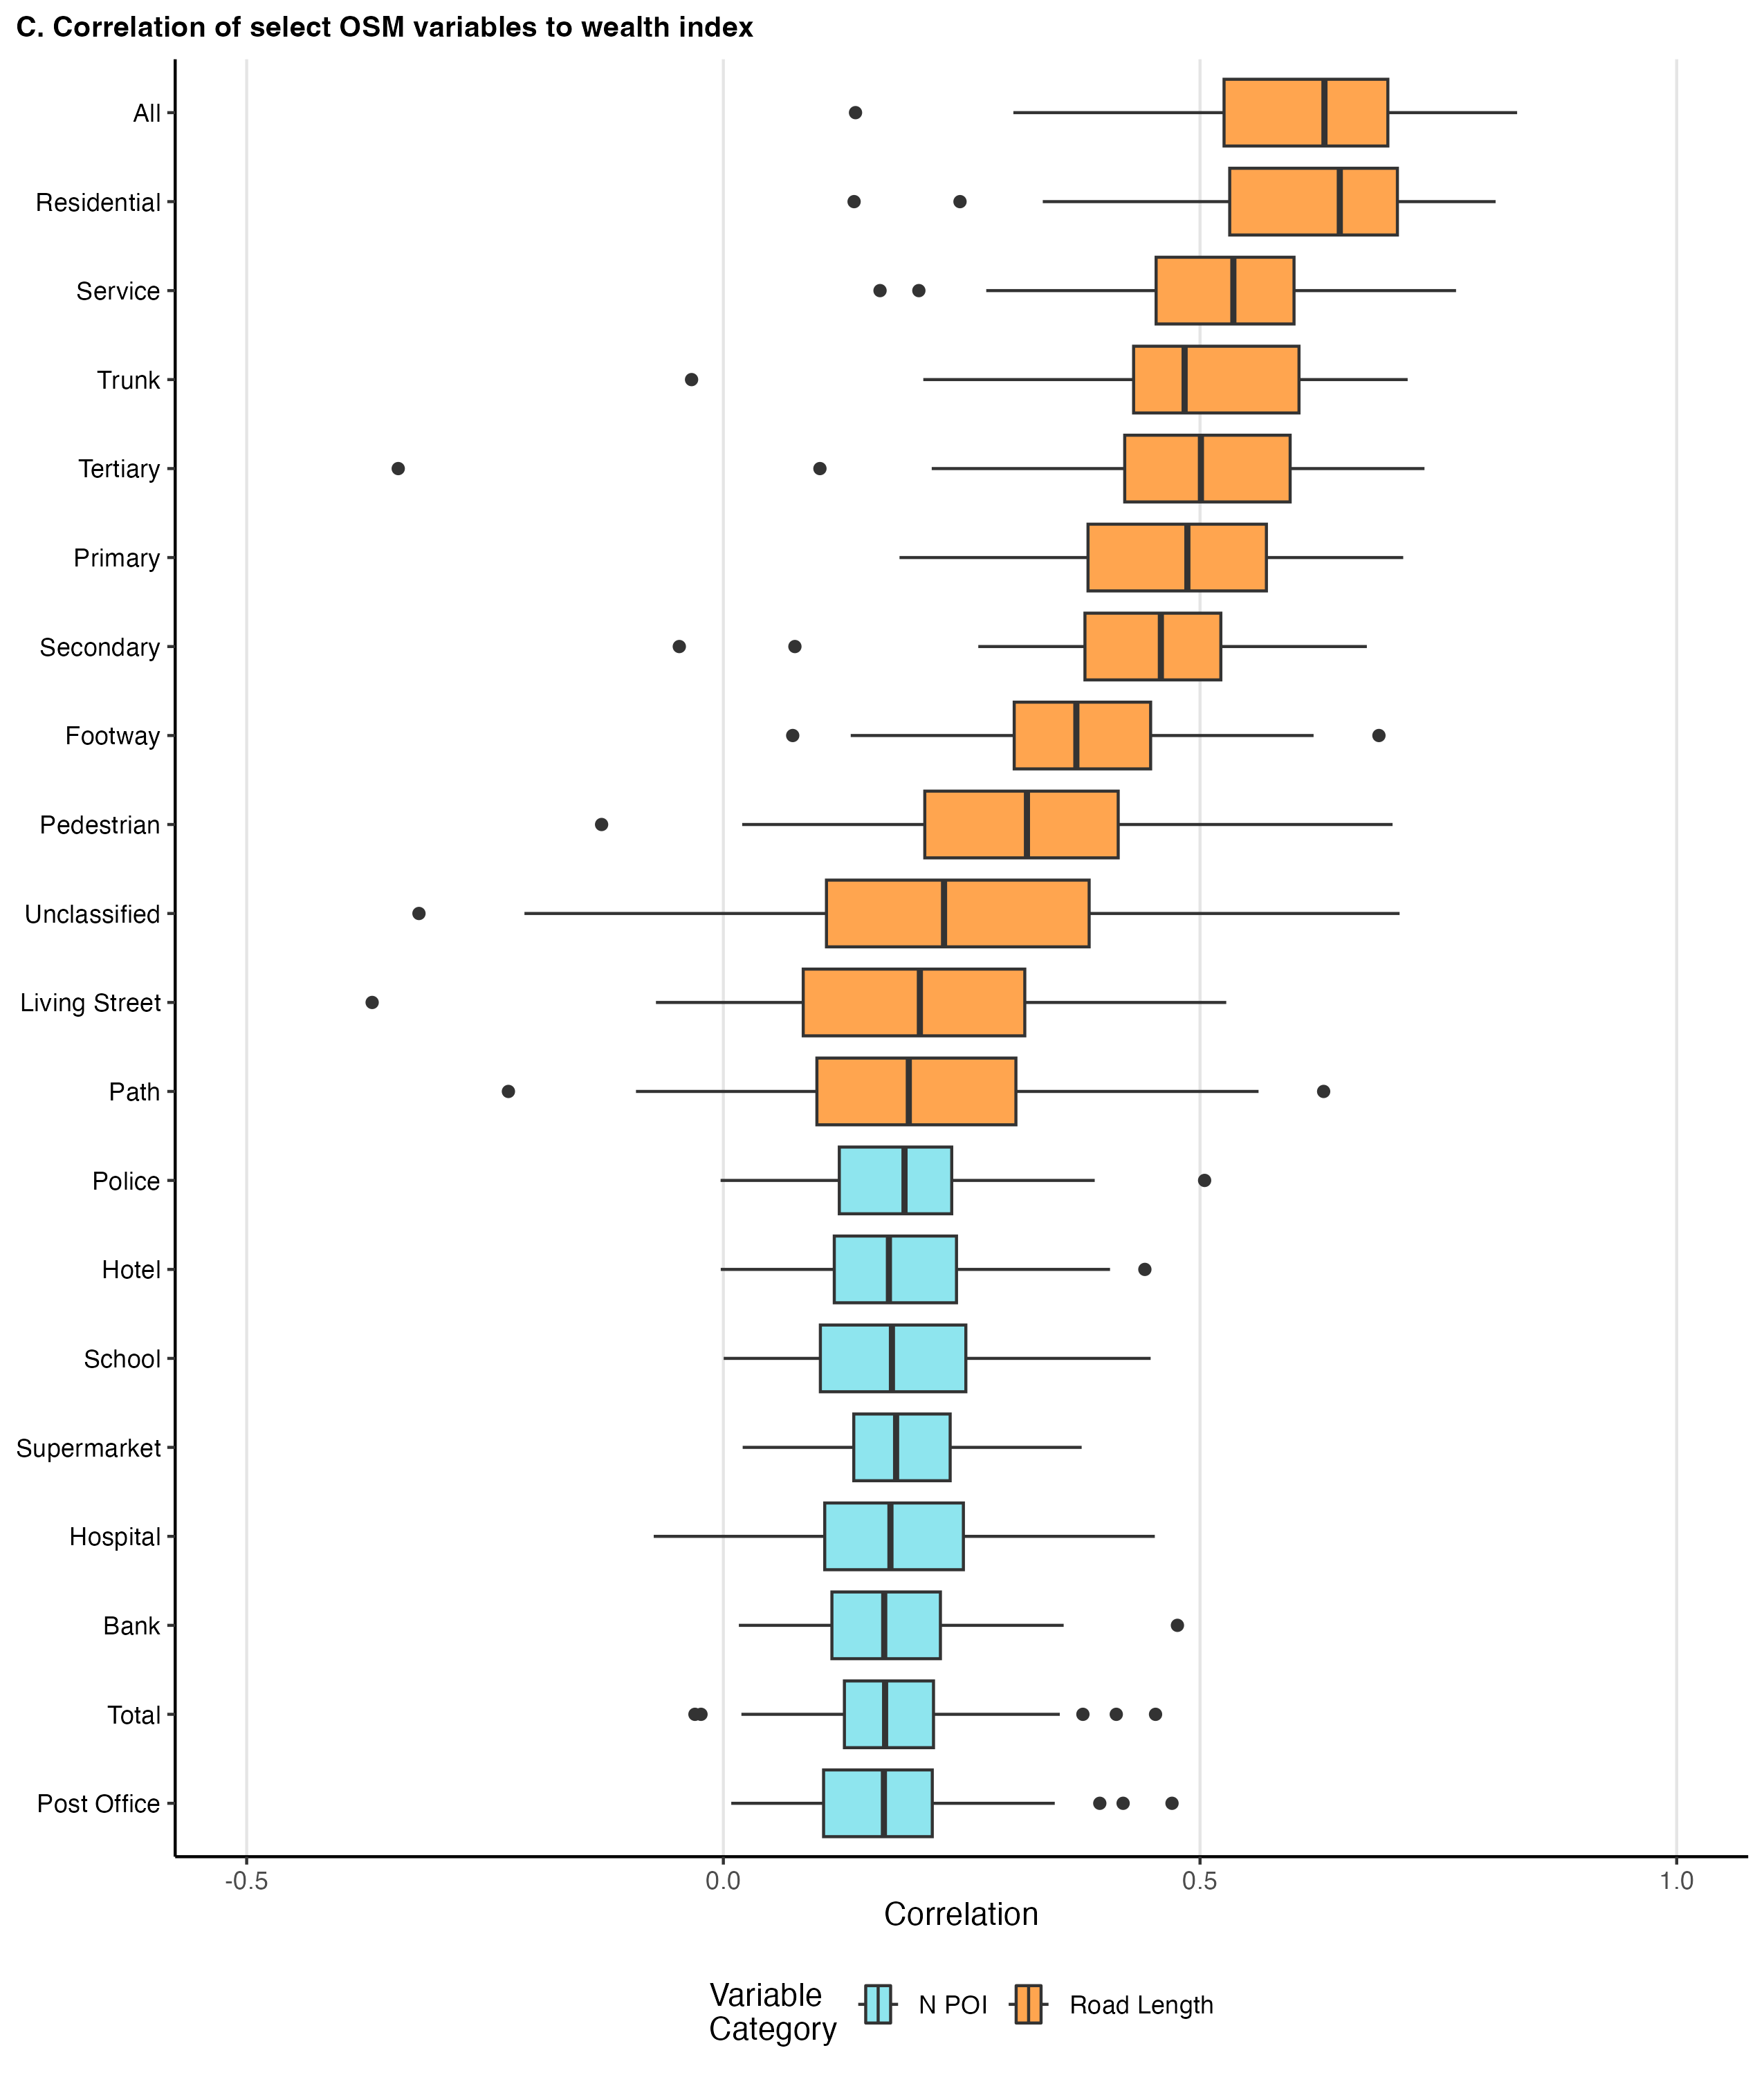 C. Correlation of select OSM variables to wealth index
All
Residential
Service
Trunk
Tertiary
Primary
Secondary
Footway
Pedestrian
Unclassified
Living Street
Path
Police
Hotel
School
Supermarket
Hospital
Bank
Total
Post Office
-0.5 0.0 0.5 1.0
Correlation
Variable
Category
N POI Road Length